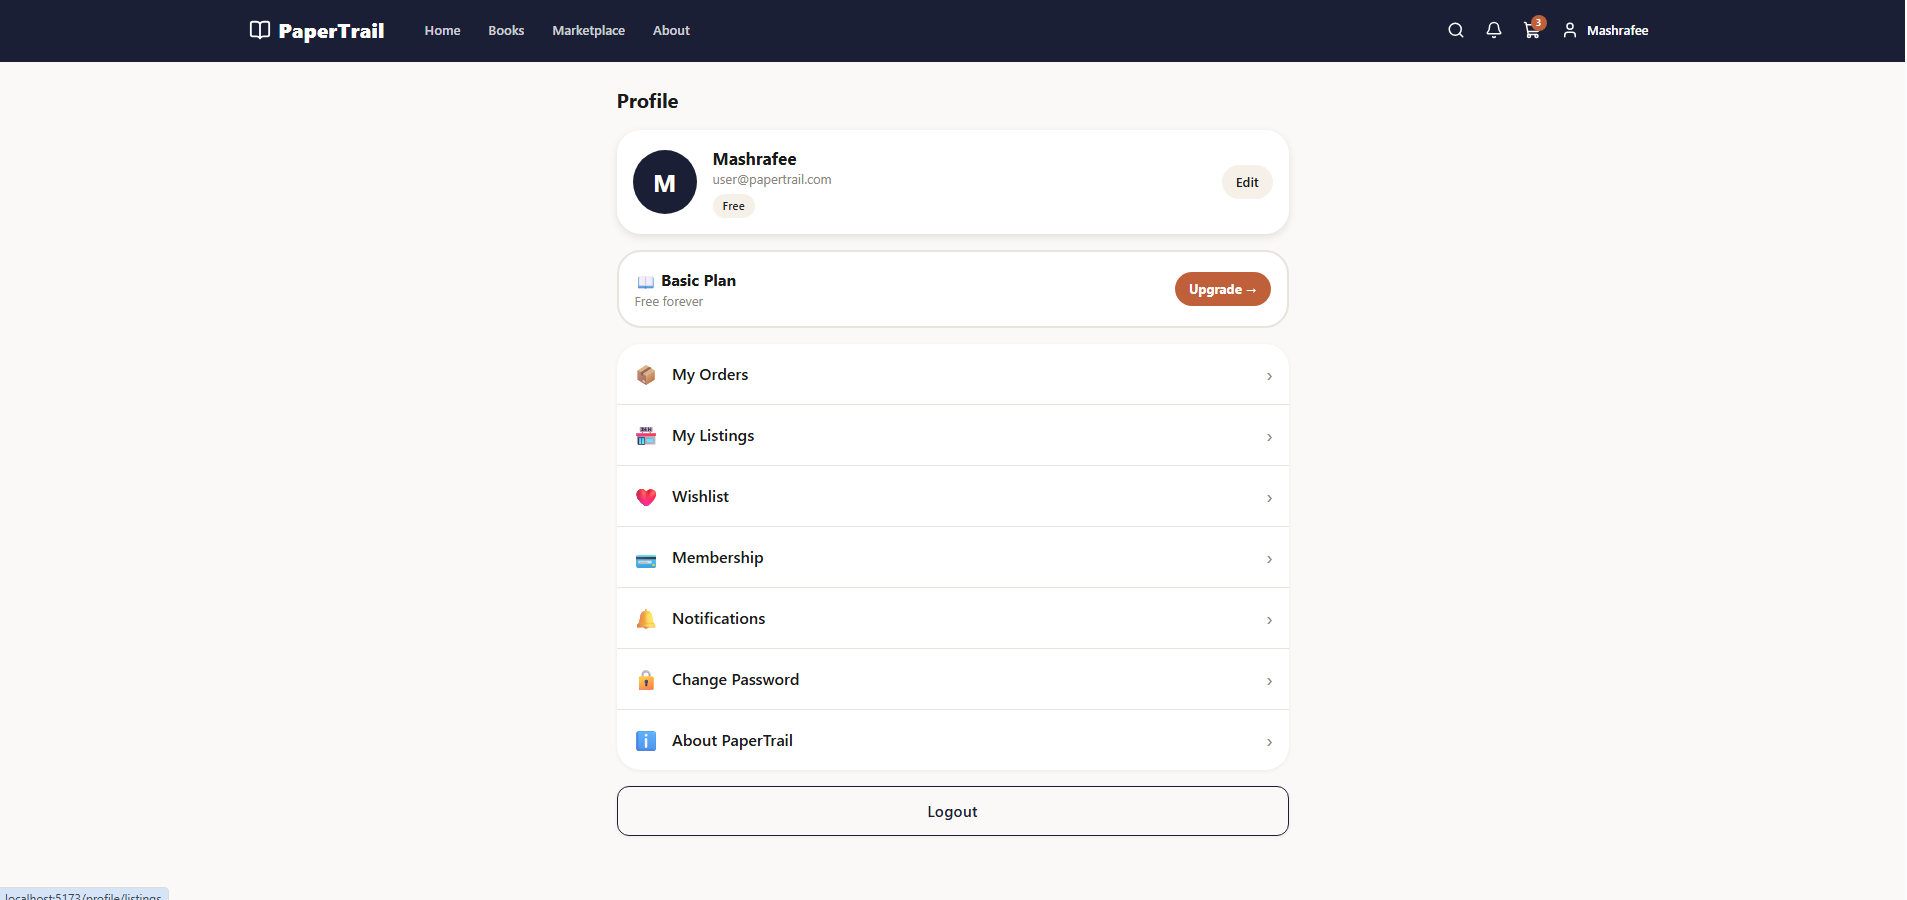 PaperTrail Home Books Marketplace About 3 Mashrafee
Profile
M
Mashrafee
user@papertrail.com
Free
Edit
Basic Plan
Free forever
Upgrade →
My Orders ›
My Listings ›
Wishlist ›
Membership ›
Notifications ›
Change Password ›
About PaperTrail ›
Logout
localhost:5173/profile/listings